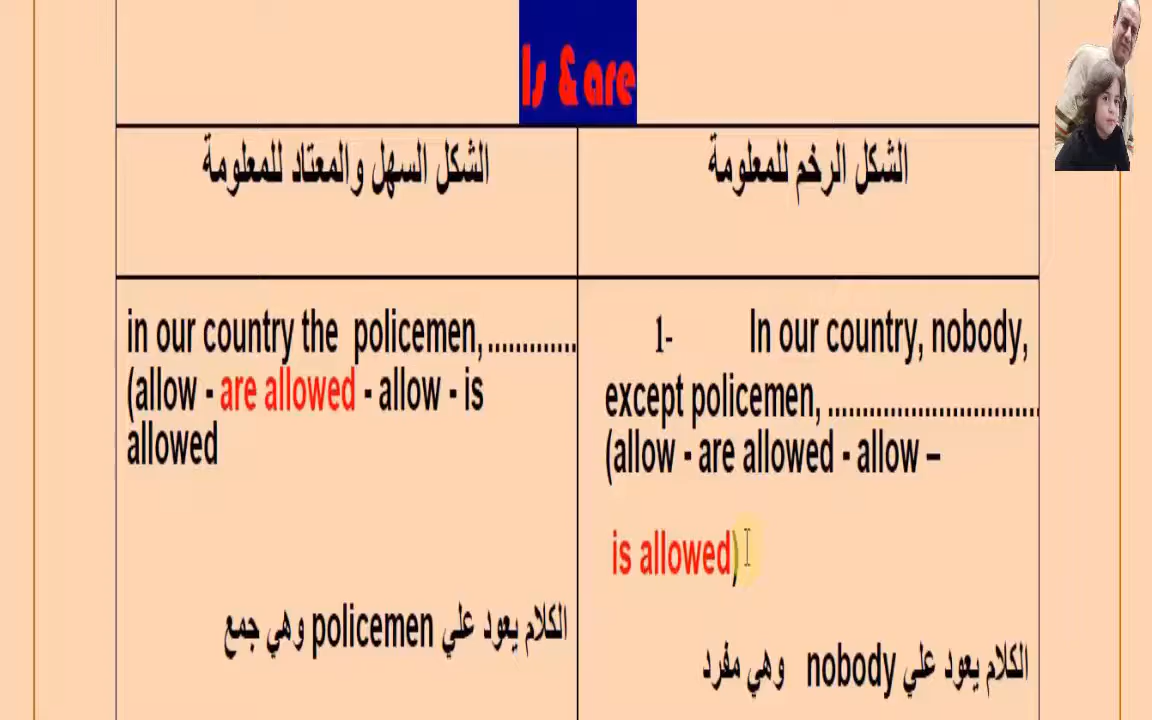 Is & are
الشكل السهل والمعتاد للمعلومة
الشكل الرخم للمعلومة
in our country the policemen, .............
(allow - are allowed - allow - is
allowed
الكلام يعود علي policemen وهي جمع
1- In our country, nobody,
except policemen, ...............................
(allow - are allowed - allow –
is allowed)
الكلام يعود علي nobody وهي مفرد